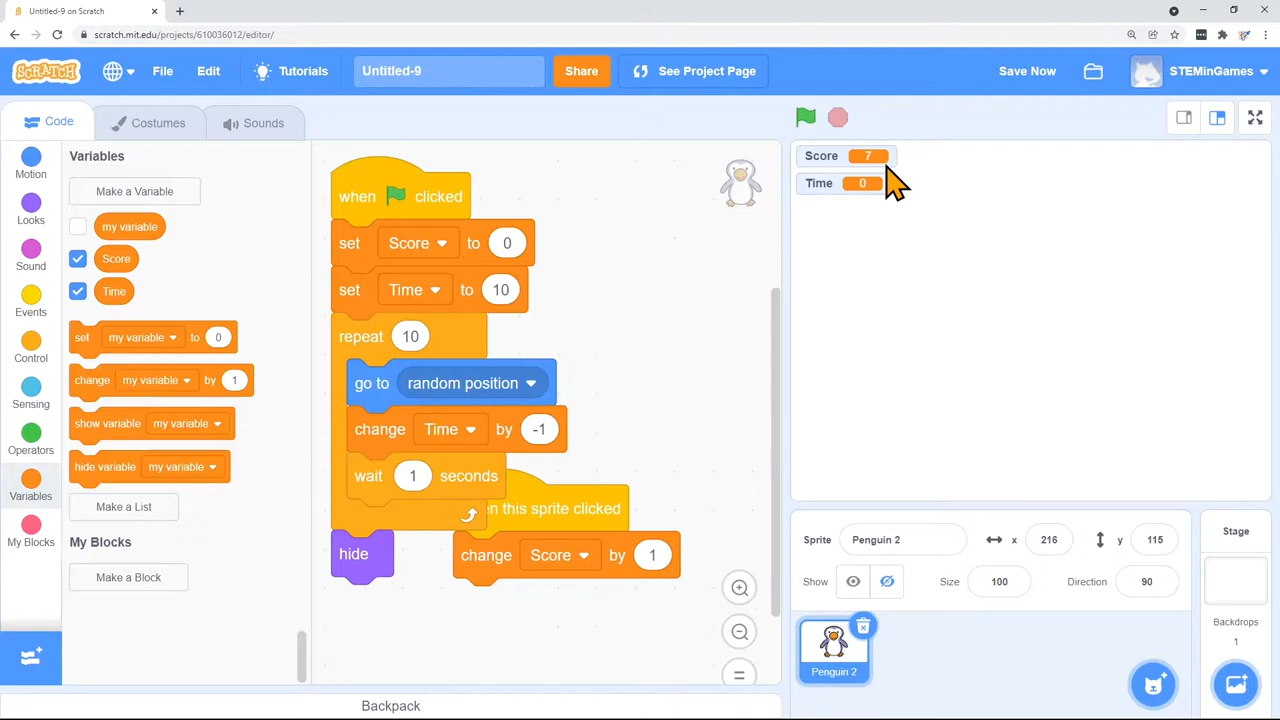 Untitled-9 on Scratch
scratch.mit.edu/projects/610036012/editor/
SCRATCH
File
Edit
Tutorials
Untitled-9
Share
See Project Page
Save Now
STEMinGames
Code
Costumes
Sounds
Motion
Looks
Sound
Events
Control
Sensing
Operators
Variables
My Blocks
Variables
Make a Variable
my variable
Score
Time
set my variable to 0
change my variable by 1
show variable my variable
hide variable my variable
Make a List
My Blocks
Make a Block
when clicked
set Score to 0
set Time to 10
repeat 10
go to random position
change Time by -1
wait 1 seconds
hide
n this sprite clicked
change Score by 1
Backpack
Score 7
Time 0
Sprite Penguin 2 x 216 y 115
Show Size 100 Direction 90
Penguin 2
Stage
Backdrops
1